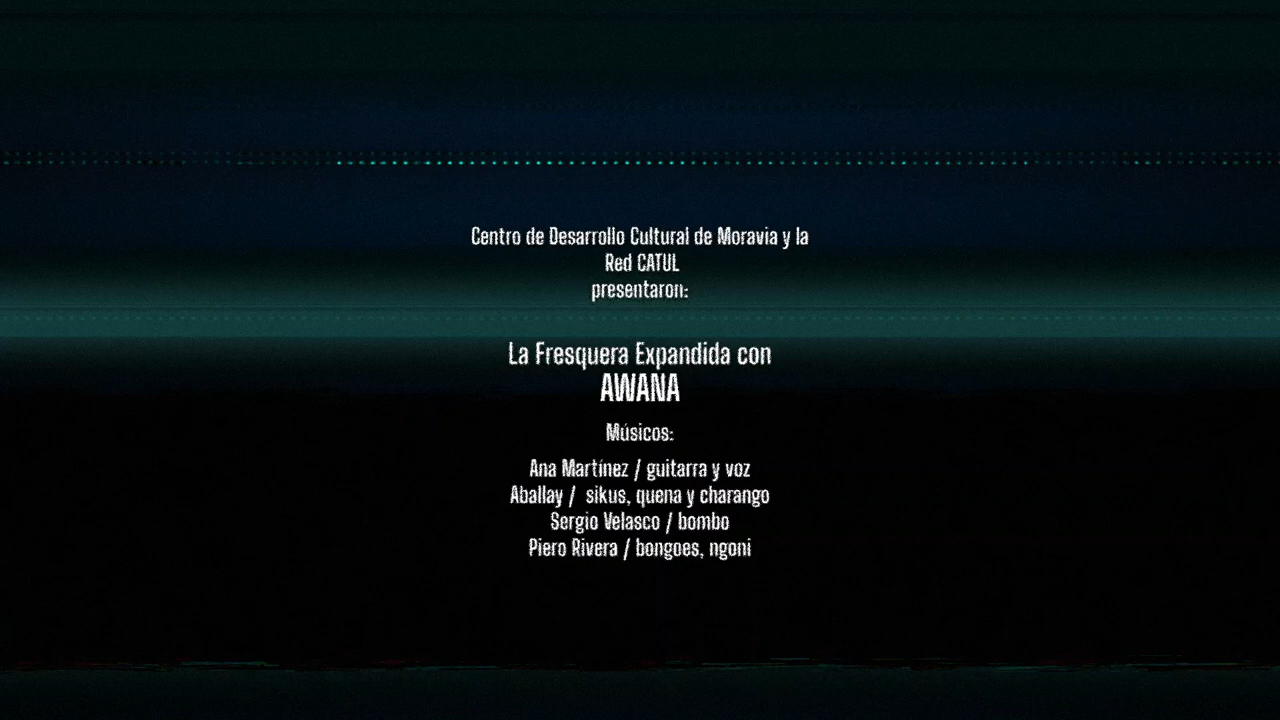 Centro de Desarrollo Cultural de Moravia y la
Red CATUL
presentaron:
La Fresquera Expandida con
AWANA
Músicos:
Ana Martínez / guitarra y voz
Aballay / sikus, quena y charango
Sergio Velasco / bombo
Piero Rivera / bongoes, ngoni